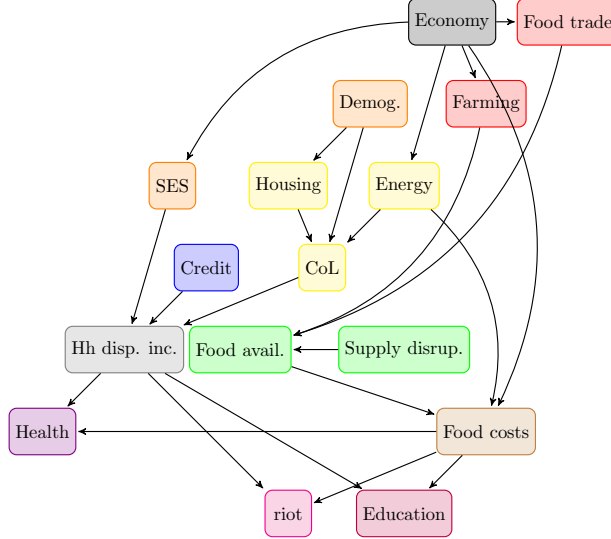 Economy
Food trade
Demog.
Farming
SES
Housing
Energy
Credit
CoL
Hh disp. inc.
Food avail.
Supply disrup.
Health
Food costs
riot
Education